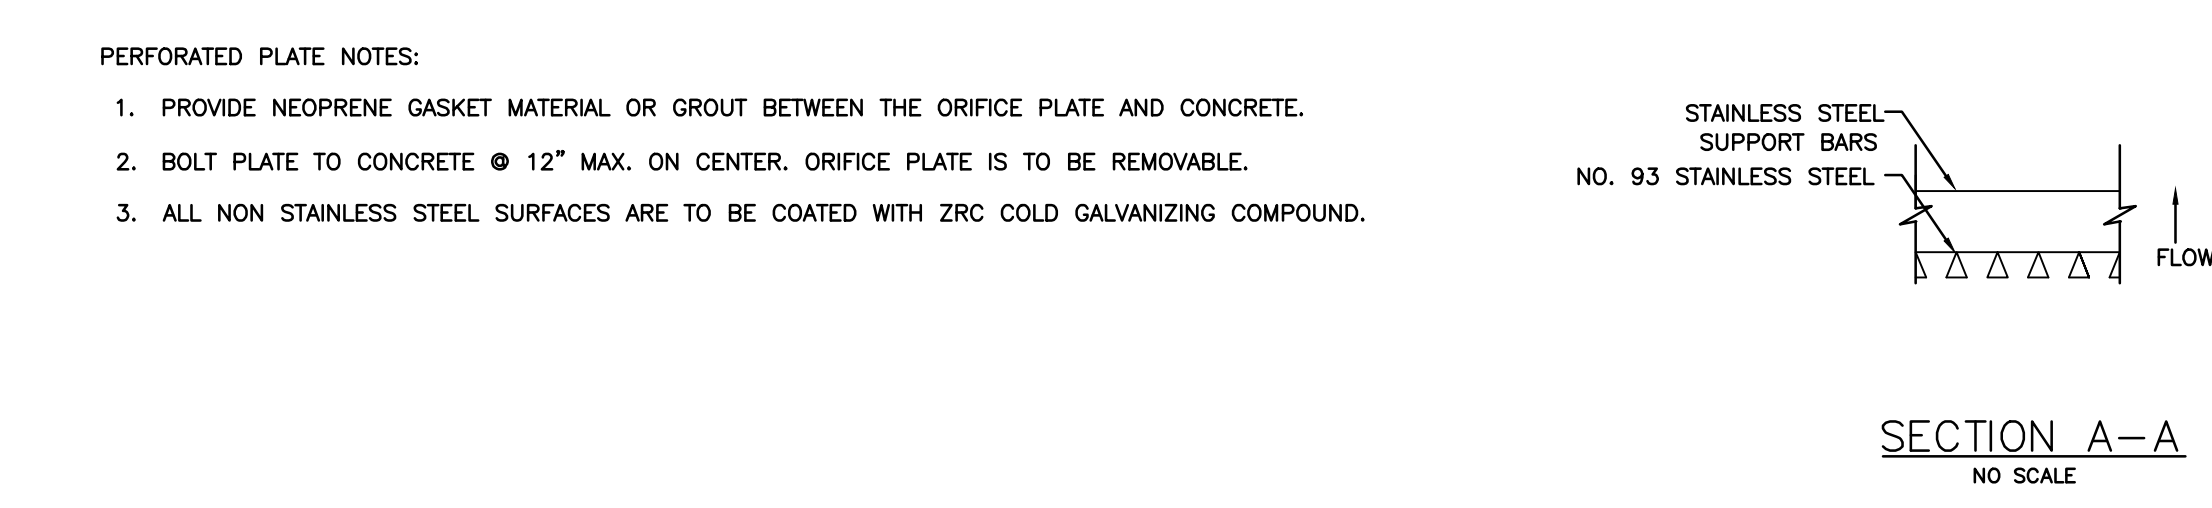 PERFORATED PLATE NOTES:
1. PROVIDE NEOPRENE GASKET MATERIAL OR GROUT BETWEEN THE ORIFICE PLATE AND CONCRETE.
2. BOLT PLATE TO CONCRETE @ 12" MAX. ON CENTER. ORIFICE PLATE IS TO BE REMOVABLE.
3. ALL NON STAINLESS STEEL SURFACES ARE TO BE COATED WITH ZRC COLD GALVANIZING COMPOUND.
STAINLESS STEEL
SUPPORT BARS
NO. 93 STAINLESS STEEL
FLOW
SECTION A-A
NO SCALE